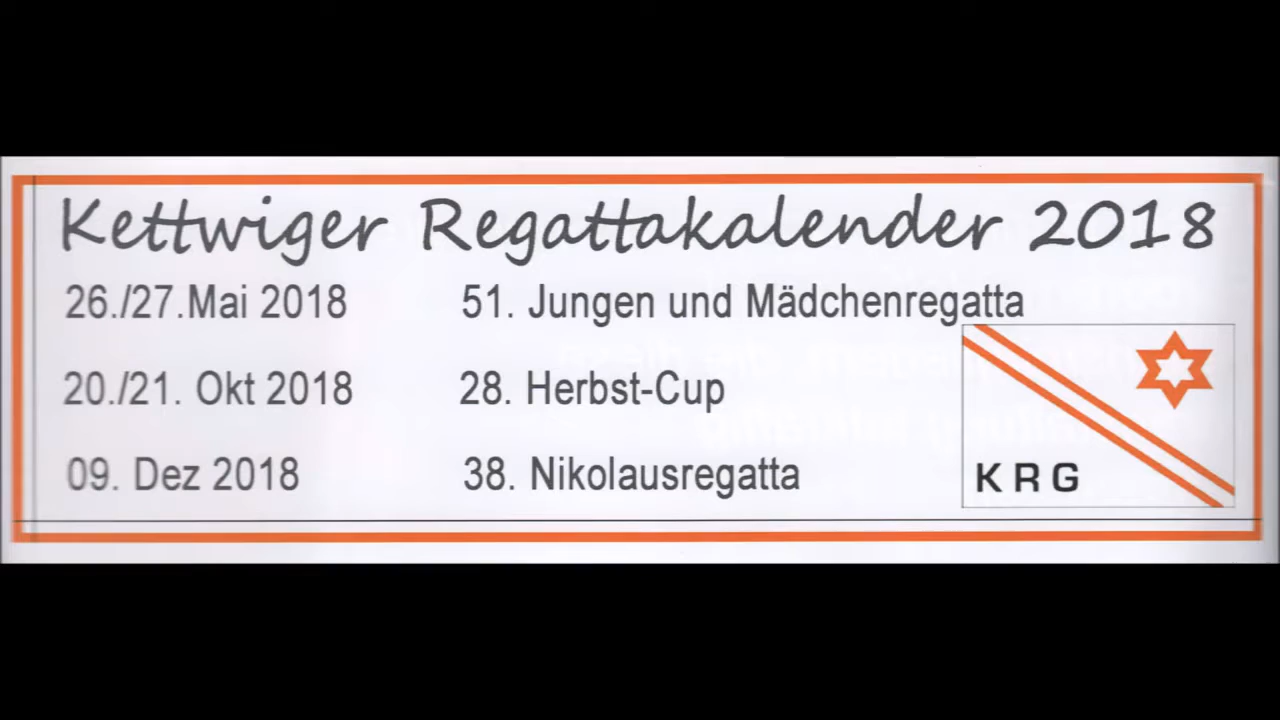 Kettwiger Regattakalender 2018
26./27.Mai 2018 51. Jungen und Mädchenregatta
20./21. Okt 2018 28. Herbst-Cup
09. Dez 2018 38. Nikolausregatta
KRG